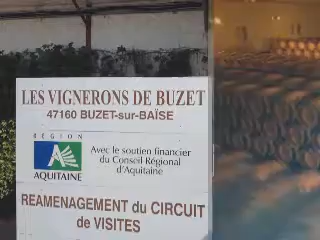 LES VIGNERONS DE BUZET
47160 BUZET-sur-BAÏSE
RÉGION
AQUITAINE
Avec le soutien financier
du Conseil Régional
d'Aquitaine
REAMENAGEMENT du CIRCUIT
de VISITES